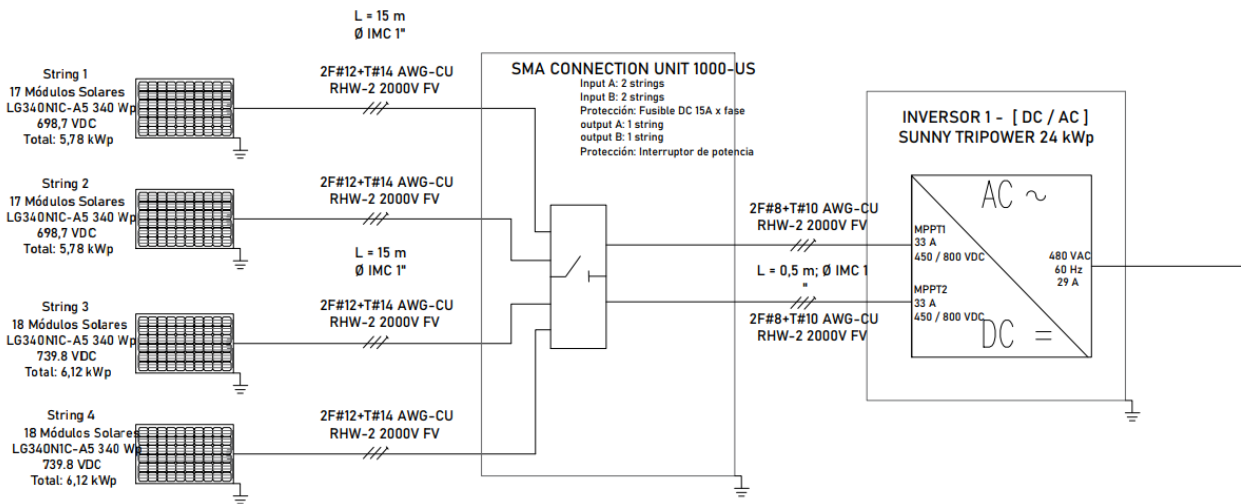 L = 15 m
Ø IMC 1"
String 1
17 Módulos Solares
LG340N1C-A5 340 Wp
698,7 VDC
Total: 5,78 kWp
2F#12+T#14 AWG-CU
RHW-2 2000V FV
String 2
17 Módulos Solares
LG340N1C-A5 340 Wp
698,7 VDC
Total: 5,78 kWp
2F#12+T#14 AWG-CU
RHW-2 2000V FV
L = 15 m
Ø IMC 1"
String 3
18 Módulos Solares
LG340N1C-A5 340 Wp
739.8 VDC
Total: 6,12 kWp
2F#12+T#14 AWG-CU
RHW-2 2000V FV
String 4
18 Módulos Solares
LG340N1C-A5 340 Wp
739.8 VDC
Total: 6,12 kWp
2F#12+T#14 AWG-CU
RHW-2 2000V FV
SMA CONNECTION UNIT 1000-US
Input A: 2 strings
Input B: 2 strings
Protección: Fusible DC 15A x fase
output A: 1 string
output B: 1 string
Protección: Interruptor de potencia
2F#8+T#10 AWG-CU
RHW-2 2000V FV
L = 0,5 m; Ø IMC 1
"
2F#8+T#10 AWG-CU
RHW-2 2000V FV
INVERSOR 1 - [ DC / AC ]
SUNNY TRIPOWER 24 kWp
AC ~
MPPT1
33 A
450 / 800 VDC
MPPT2
33 A
450 / 800 VDC
480 VAC
60 Hz
29 A
DC =